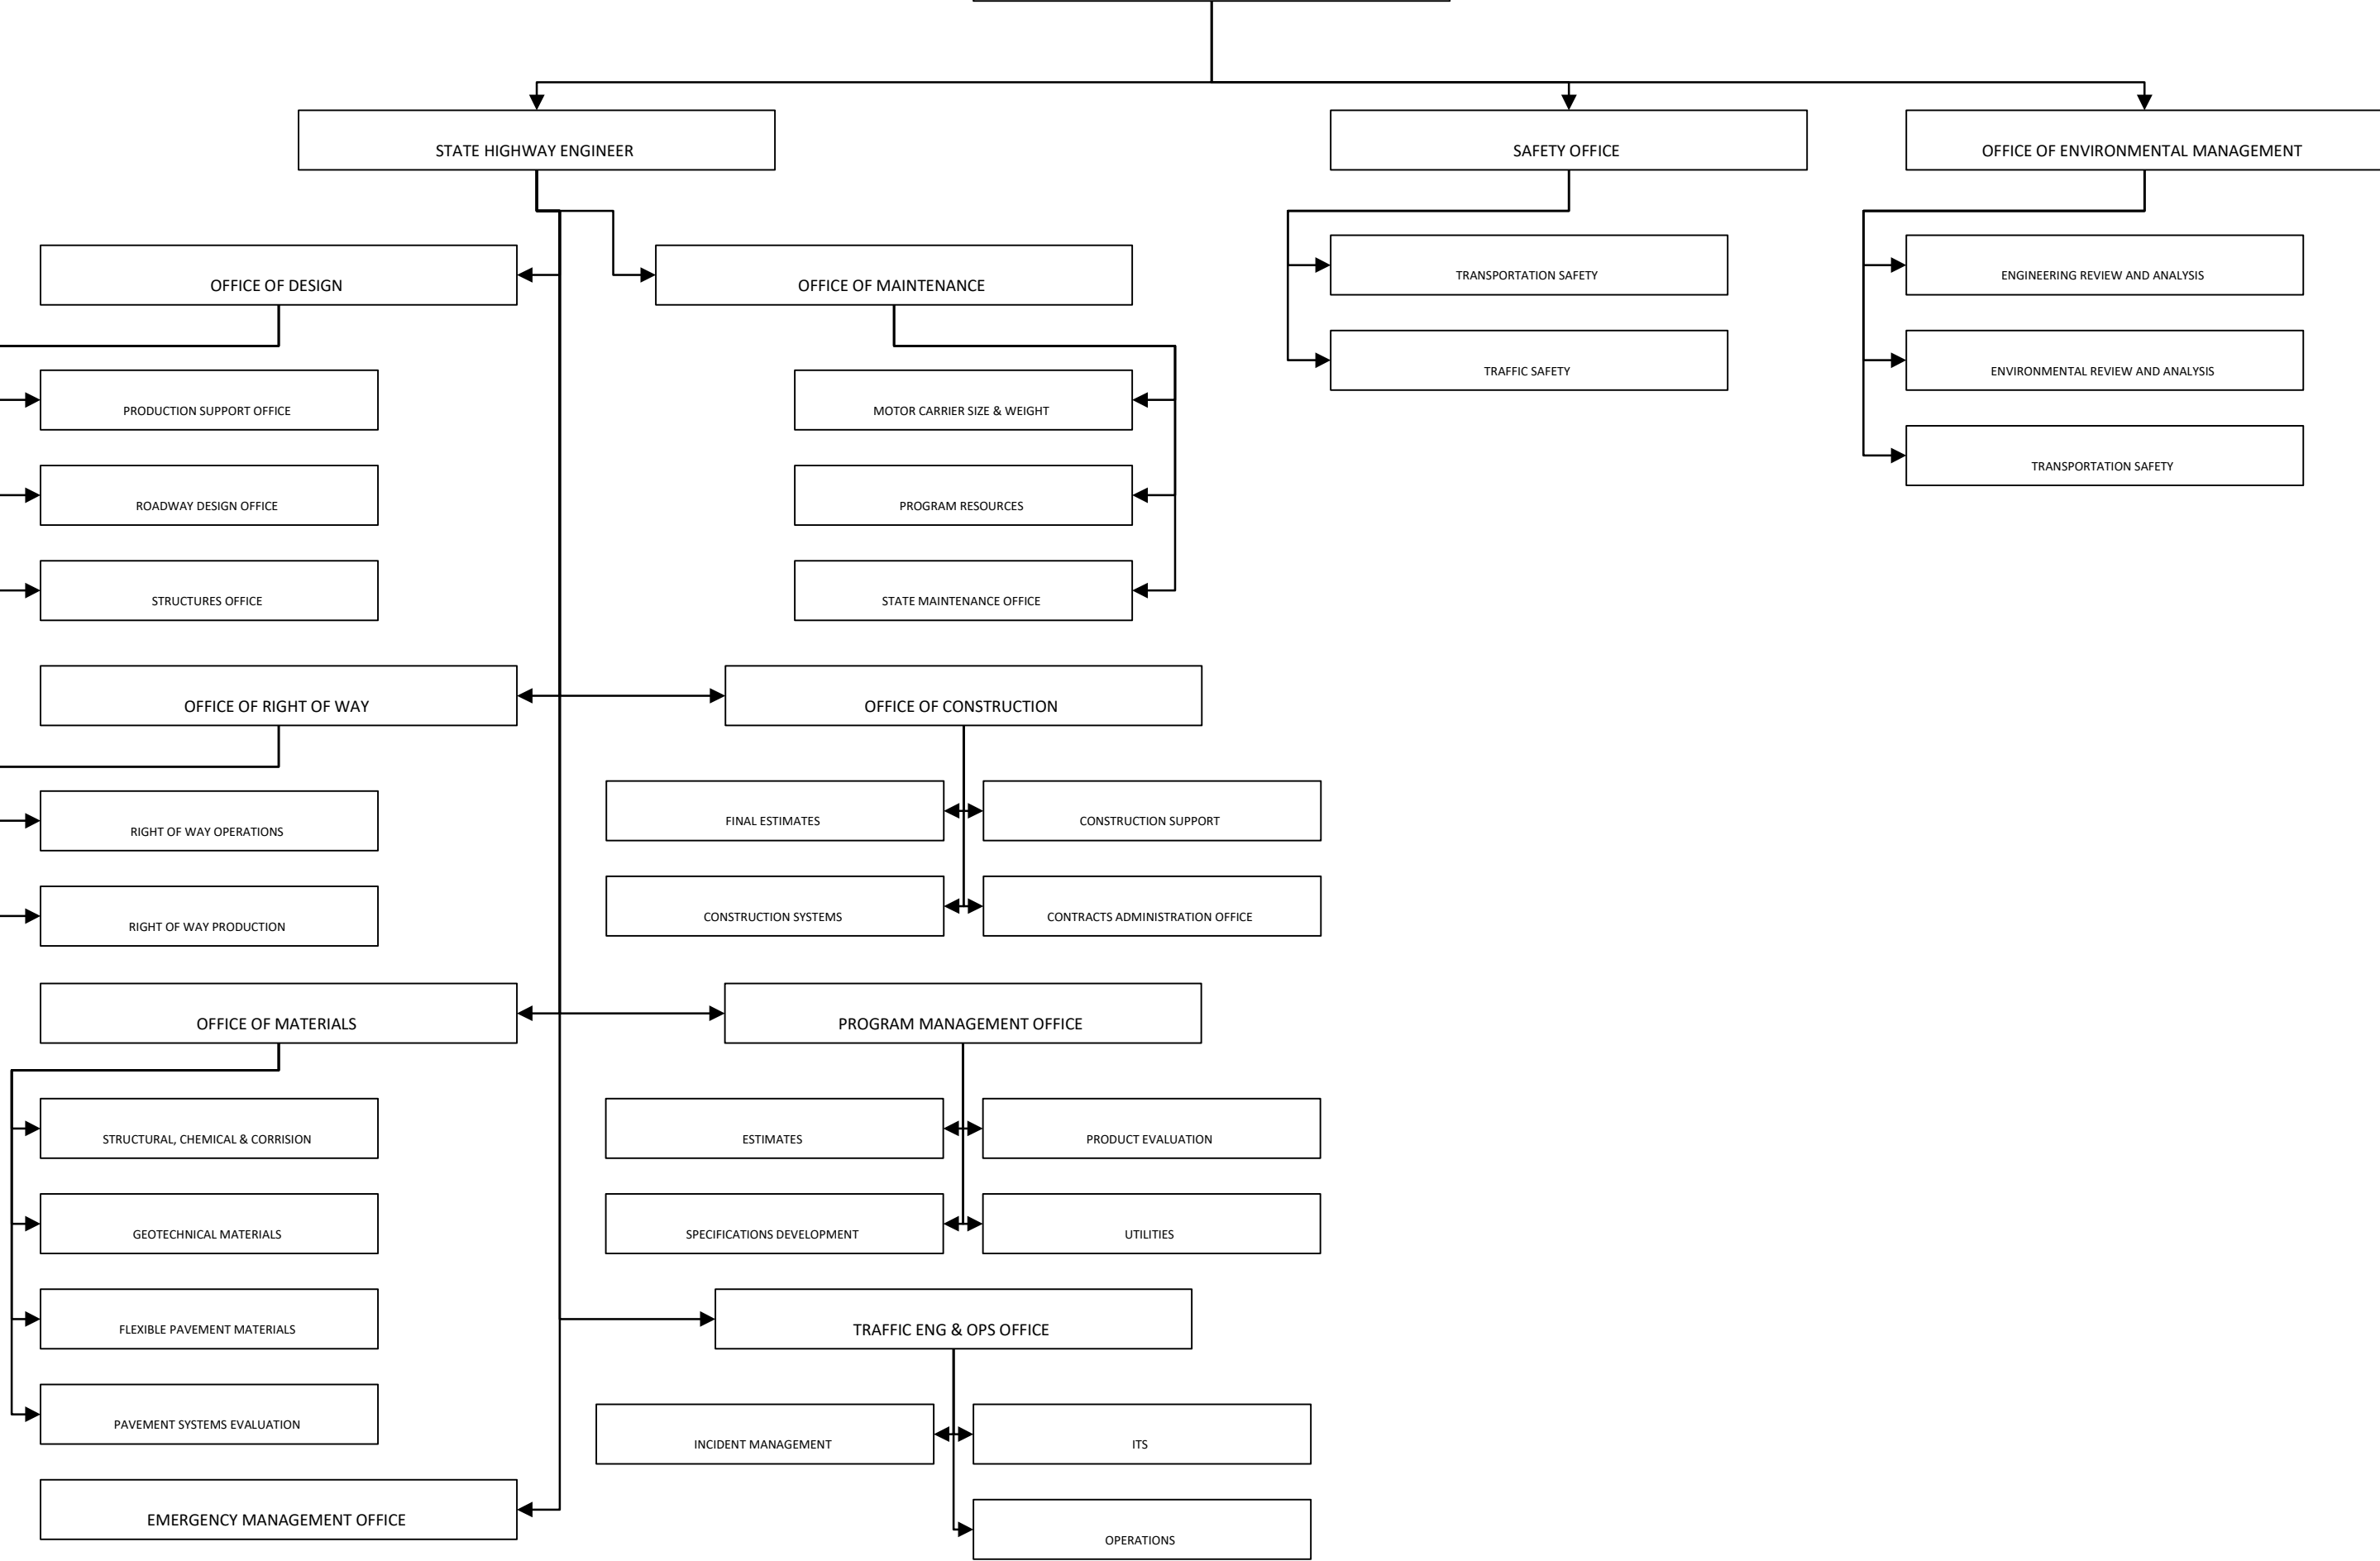 STATE HIGHWAY ENGINEER
SAFETY OFFICE
OFFICE OF ENVIRONMENTAL MANAGEMENT
OFFICE OF DESIGN
OFFICE OF MAINTENANCE
TRANSPORTATION SAFETY
ENGINEERING REVIEW AND ANALYSIS
TRAFFIC SAFETY
ENVIRONMENTAL REVIEW AND ANALYSIS
PRODUCTION SUPPORT OFFICE
MOTOR CARRIER SIZE & WEIGHT
TRANSPORTATION SAFETY
ROADWAY DESIGN OFFICE
PROGRAM RESOURCES
STRUCTURES OFFICE
STATE MAINTENANCE OFFICE
OFFICE OF RIGHT OF WAY
OFFICE OF CONSTRUCTION
RIGHT OF WAY OPERATIONS
FINAL ESTIMATES
CONSTRUCTION SUPPORT
RIGHT OF WAY PRODUCTION
CONSTRUCTION SYSTEMS
CONTRACTS ADMINISTRATION OFFICE
OFFICE OF MATERIALS
PROGRAM MANAGEMENT OFFICE
STRUCTURAL, CHEMICAL & CORRISION
ESTIMATES
PRODUCT EVALUATION
GEOTECHNICAL MATERIALS
SPECIFICATIONS DEVELOPMENT
UTILITIES
FLEXIBLE PAVEMENT MATERIALS
TRAFFIC ENG & OPS OFFICE
PAVEMENT SYSTEMS EVALUATION
INCIDENT MANAGEMENT
ITS
EMERGENCY MANAGEMENT OFFICE
OPERATIONS